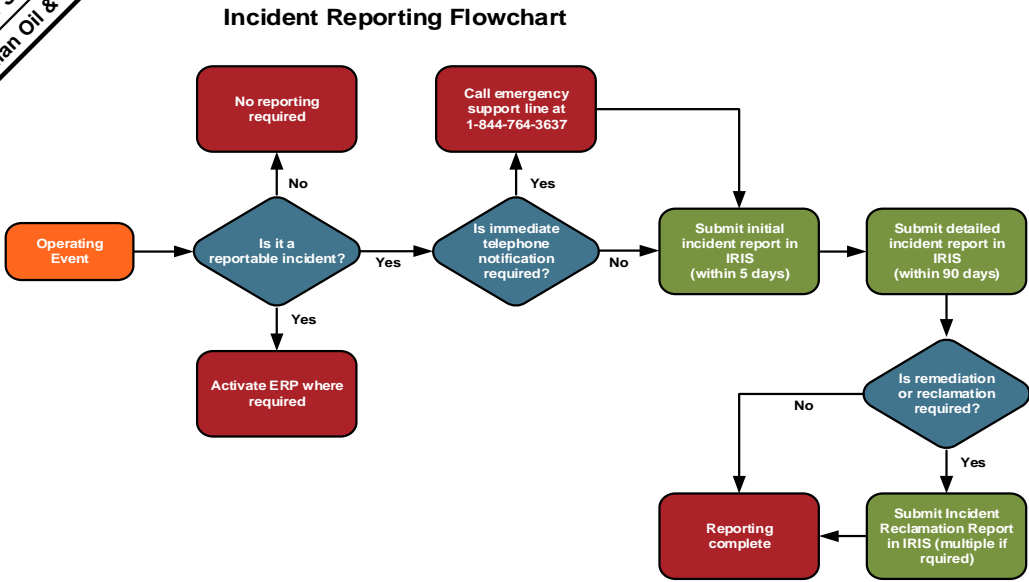 an Oil &
Incident Reporting Flowchart
No reporting
required
Call emergency
support line at
1-844-764-3637
No
Yes
Operating
Event
Is it a
reportable incident?
Yes
Is immediate
telephone
notification
required?
No
Submit initial
incident report in
IRIS
(within 5 days)
Submit detailed
incident report in
IRIS
(within 90 days)
Yes
Activate ERP where
required
Is remediation
or reclamation
required?
No
Yes
Reporting
complete
Submit Incident
Reclamation Report
in IRIS (multiple if
rquired)